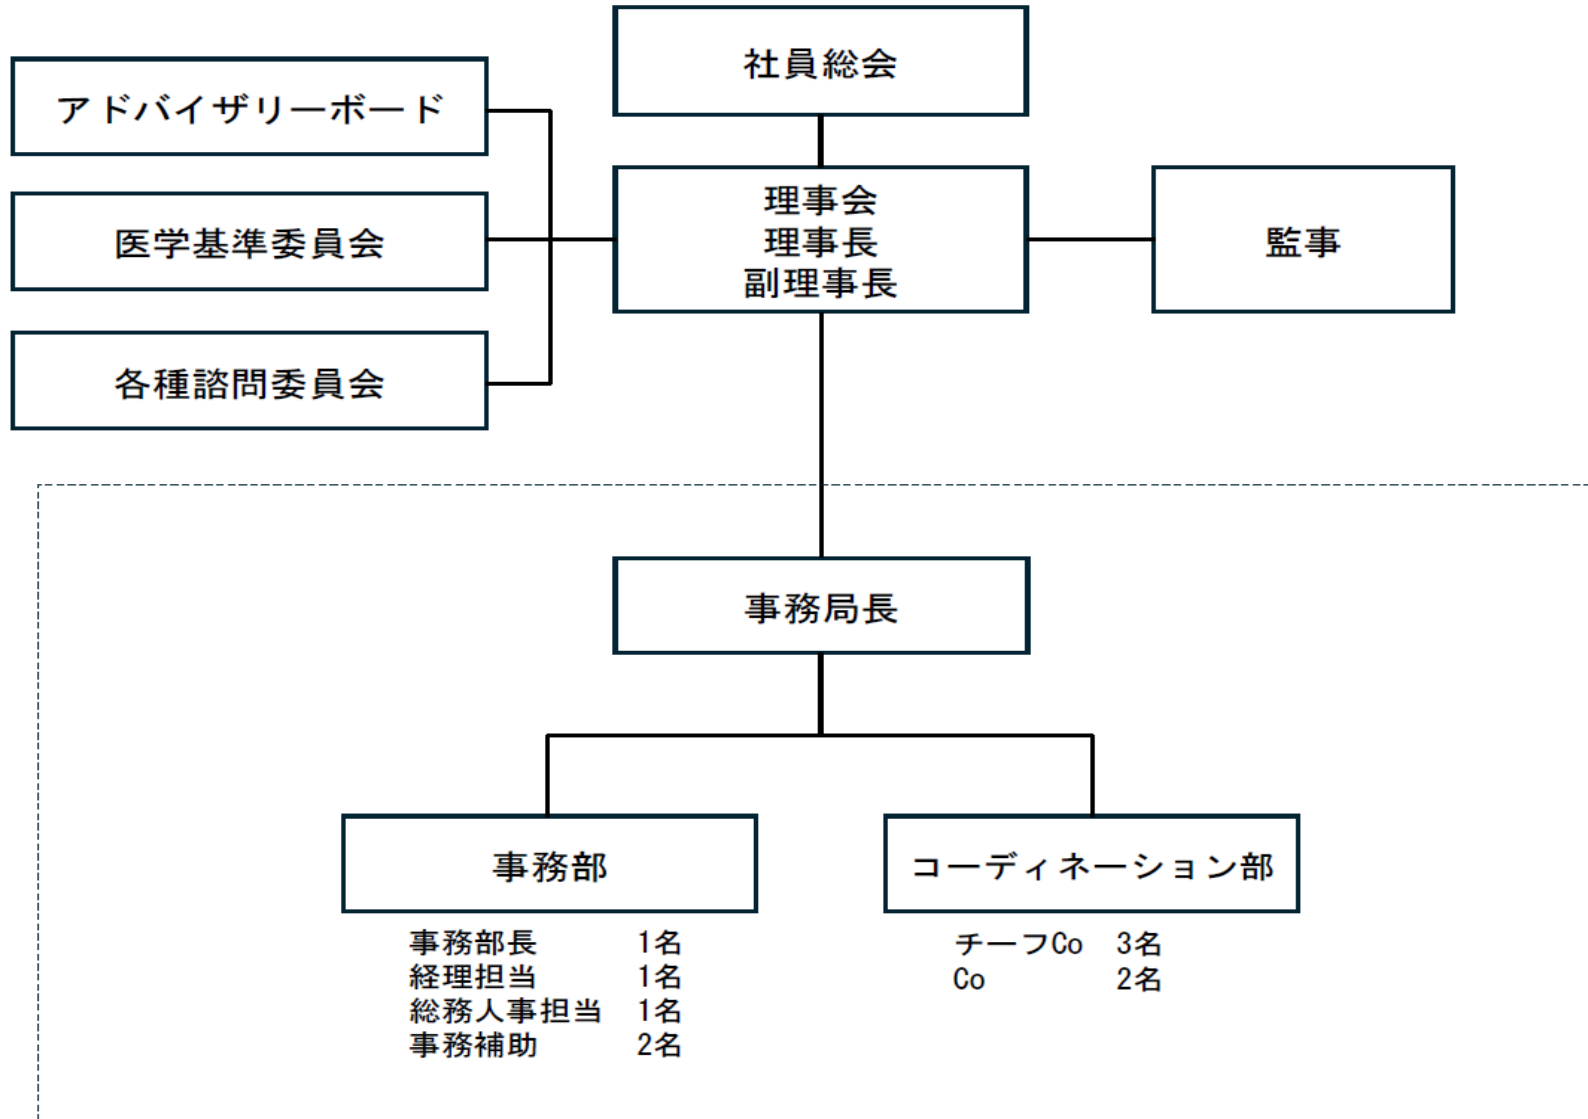 社員総会
アドバイザリーボード
医学基準委員会
各種諮問委員会
理事会
理事長
副理事長
監事
事務局長
事務部
事務部長 1名
経理担当 1名
総務人事担当 1名
事務補助 2名
コーディネーション部
チーフCo 3名
Co 2名